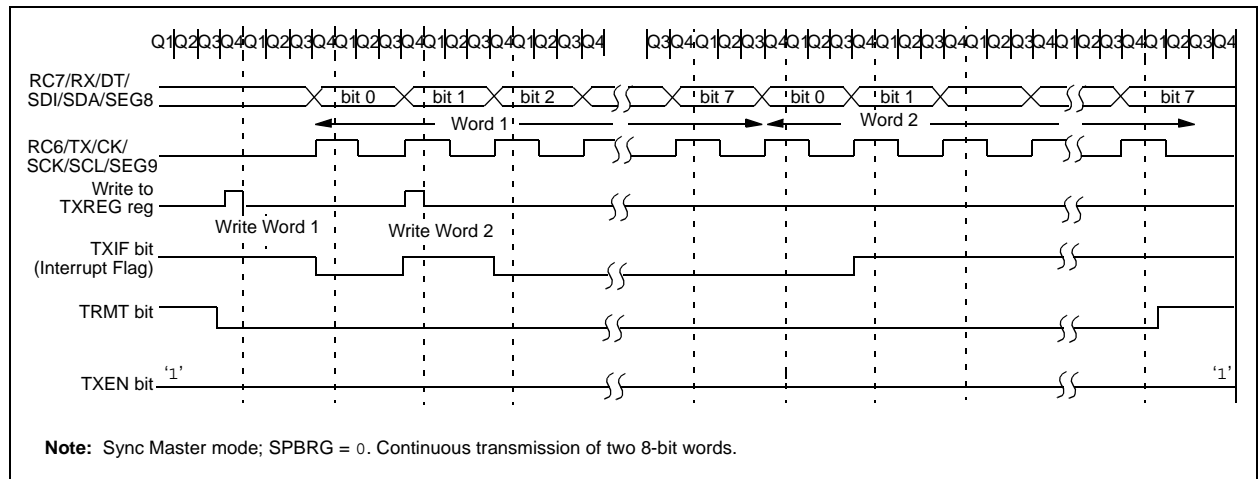 Q1Q2Q3Q4Q1Q2Q3Q4Q1Q2Q3Q4Q1Q2Q3Q4Q1Q2Q3Q4 Q3Q4Q1Q2Q3Q4Q1Q2Q3Q4Q1Q2Q3Q4Q1Q2Q3Q4Q1Q2Q3Q4Q1Q2Q3Q4
RC7/RX/DT/
SDI/SDA/SEG8
bit 0 bit 1 bit 2 bit 7 bit 0 bit 1 bit 7
Word 1 Word 2
RC6/TX/CK/
SCK/SCL/SEG9
Write to
TXREG reg
Write Word 1 Write Word 2
TXIF bit
(Interrupt Flag)
TRMT bit
TXEN bit ‘1’ ‘1’
Note: Sync Master mode; SPBRG = 0. Continuous transmission of two 8-bit words.